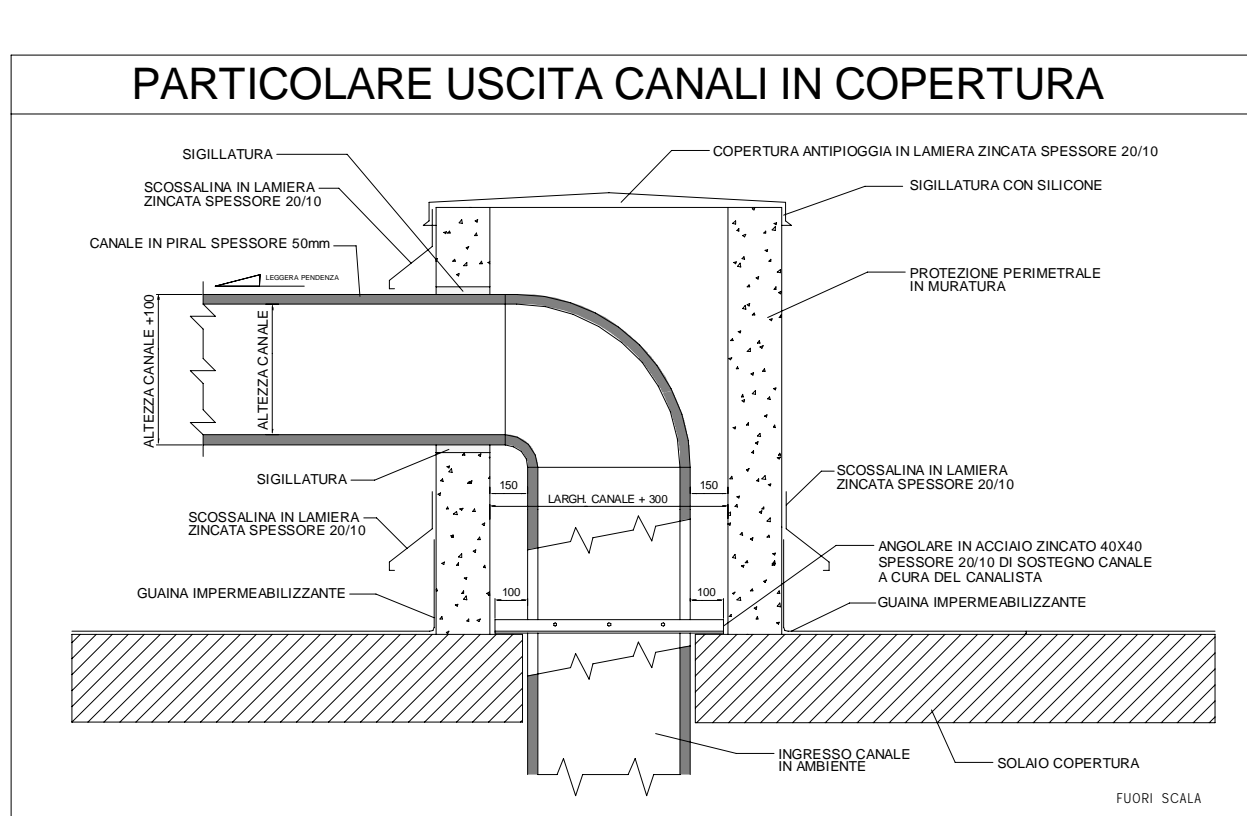 PARTICOLARE USCITA CANALI IN COPERTURA
SIGILLATURA
COPERTURA ANTIPIOGGIA IN LAMIERA ZINCATA SPESSORE 20/10
SCOSSALINA IN LAMIERA
ZINCATA SPESSORE 20/10
SIGILLATURA CON SILICONE
CANALE IN PIRAL SPESSORE 50mm
LEGGERA PENDENZA
PROTEZIONE PERIMETRALE
IN MURATURA
ALTEZZA CANALE +100
ALTEZZA CANALE
SIGILLATURA
150
150
LARGH. CANALE + 300
SCOSSALINA IN LAMIERA
ZINCATA SPESSORE 20/10
SCOSSALINA IN LAMIERA
ZINCATA SPESSORE 20/10
ANGOLARE IN ACCIAIO ZINCATO 40X40
SPESSORE 20/10 DI SOSTEGNO CANALE
A CURA DEL CANALISTA
GUAINA IMPERMEABILIZZANTE
100
100
GUAINA IMPERMEABILIZZANTE
INGRESSO CANALE
IN AMBIENTE
SOLAIO COPERTURA
FUORI SCALA